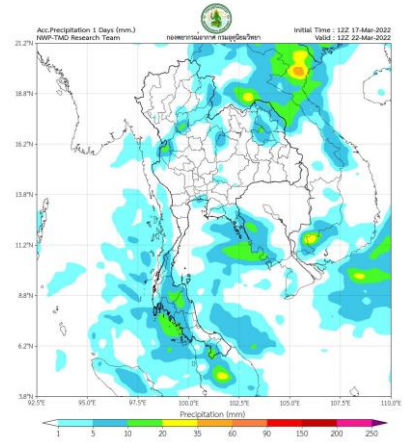 Acc.Precipitation 1 Days (mm.)
NWP-TMD Research Team
กองพยากรณ์อากาศ กรมอุตุนิยมวิทยา
Initial Time : 12Z 17-Mar-2022
Valid : 12Z 22-Mar-2022
21.2°N
18.8°N
16.2°N
13.8°N
11.2°N
8.8°N
6.2°N
3.8°N
92.5°E 95.0°E 97.5°E 100.0°E 102.5°E 105.0°E 107.5°E 110.0°E
Precipitation (mm)
1 5 10 20 35 60 90 150 200 250